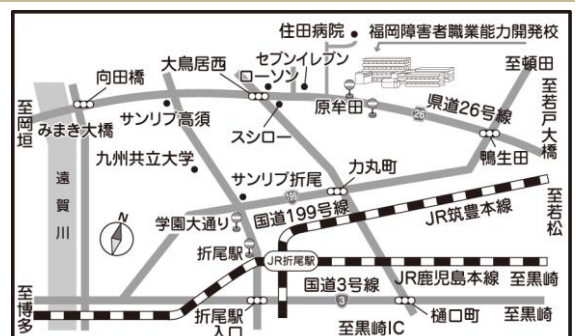 住田病院
福岡障害者職業能力開発校
セブンイレブン
大鳥居西
ローソン
至頓田
向田橋
原牟田
県道26号線
26
至若戸大橋
至岡垣
みまき大橋
サンリブ高須
スシロー
鴨生田
九州共立大学
力丸町
遠賀川
サンリブ折尾
199
国道199号線
JR筑豊本線
至若松
N
学園大通り
折尾駅
JR折尾駅
JR鹿児島本線
至黒崎
国道3号線
3
至博多
折尾駅入口
樋口町
至黒崎
至黒崎IC